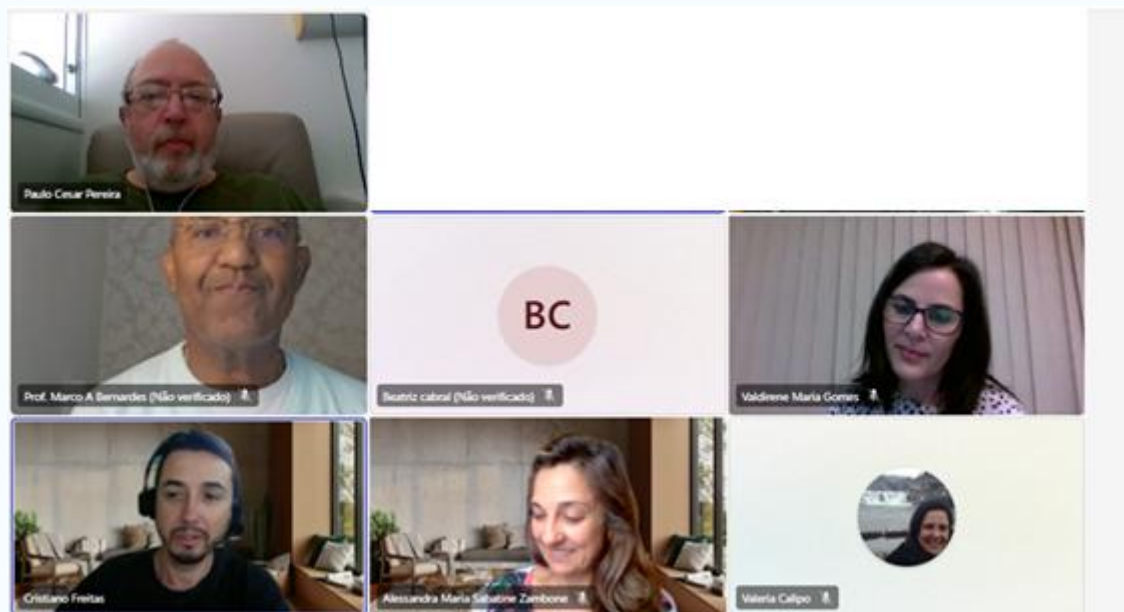 Paulo Cesar Pereira
Prof. Marco A Bernardes (Não verificado)
BC
Beatriz cabral (Não verificado)
Valdirene Maria Gomes
Cristiano Freitas
Alessandra Maria Sabatine Zambone
Valeria Calipo